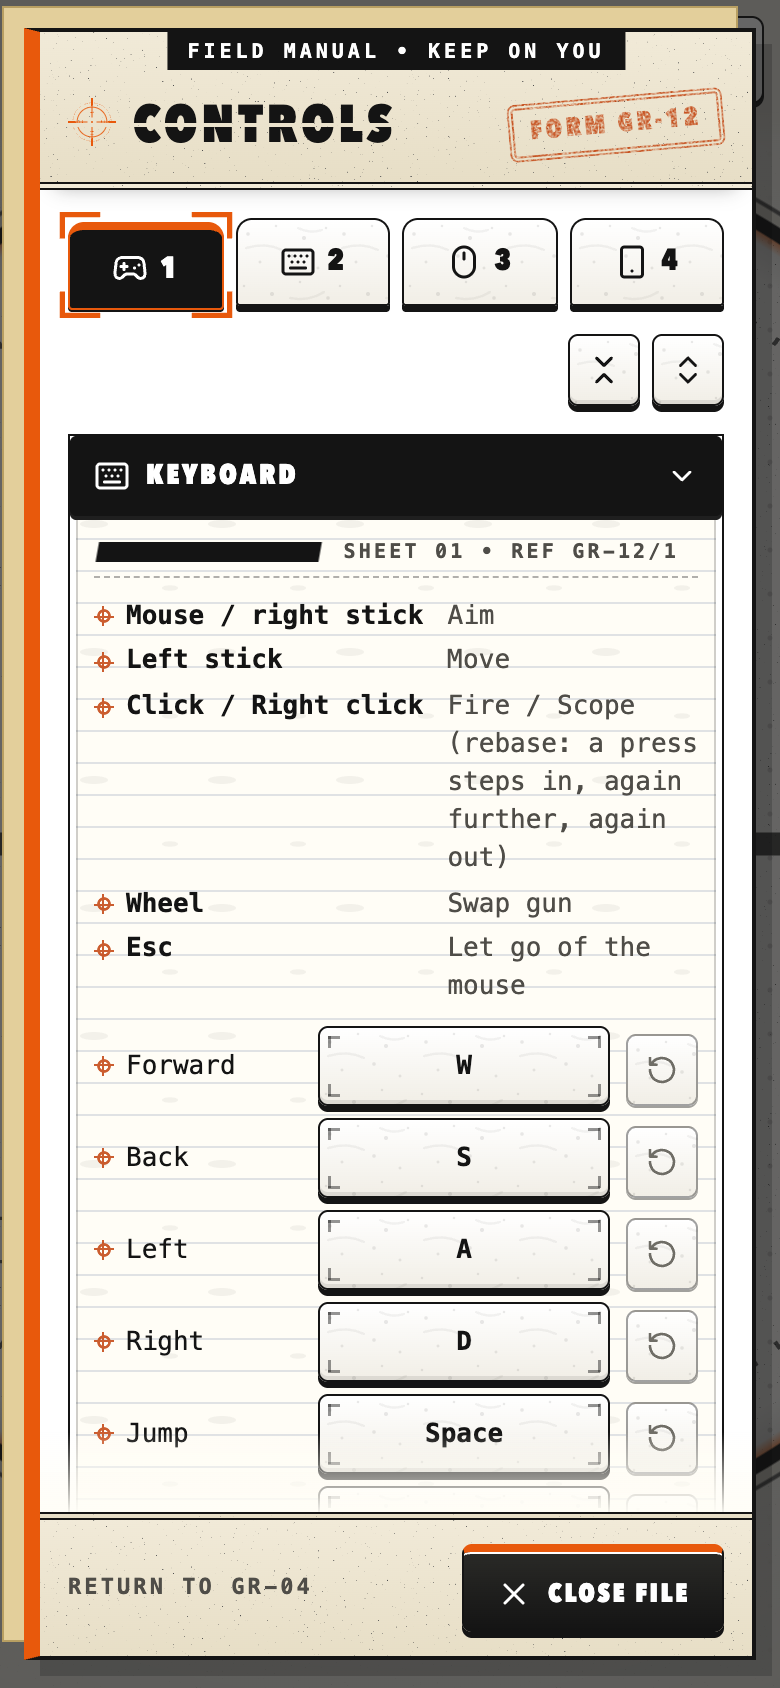 FIELD MANUAL • KEEP ON YOU
CONTROLS
FORM GR-12
1
2
3
4
KEYBOARD
SHEET 01 • REF GR–12/1
Mouse / right stick Aim
Left stick Move
Click / Right click Fire / Scope
(rebase: a press
steps in, again
further, again
out)
Wheel Swap gun
Esc Let go of the
mouse
Forward W
Back S
Left A
Right D
Jump Space
RETURN TO GR–04
CLOSE FILE